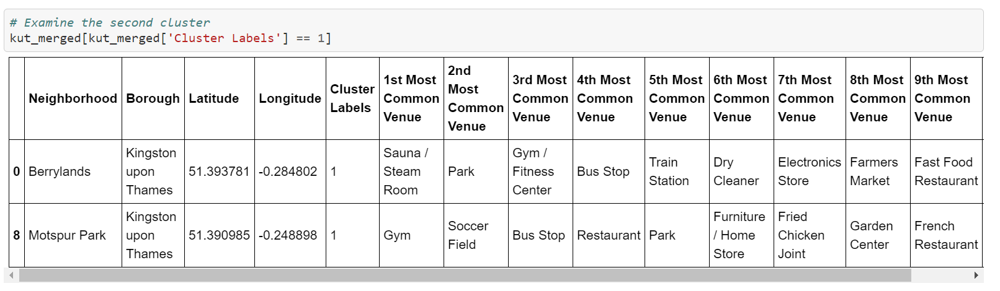 # Examine the second cluster
kut_merged[kut_merged['Cluster Labels'] == 1]
Neighborhood Borough Latitude Longitude Cluster Labels 1st Most Common Venue 2nd Most Common Venue 3rd Most Common Venue 4th Most Common Venue 5th Most Common Venue 6th Most Common Venue 7th Most Common Venue 8th Most Common Venue 9th Most Common Venue
0 Berrylands Kingston upon Thames 51.393781 -0.284802 1 Sauna / Steam Room Park Gym / Fitness Center Bus Stop Train Station Dry Cleaner Electronics Store Farmers Market Fast Food Restaurant
8 Motspur Park Kingston upon Thames 51.390985 -0.248898 1 Gym Soccer Field Bus Stop Restaurant Park Furniture / Home Store Fried Chicken Joint Garden Center French Restaurant